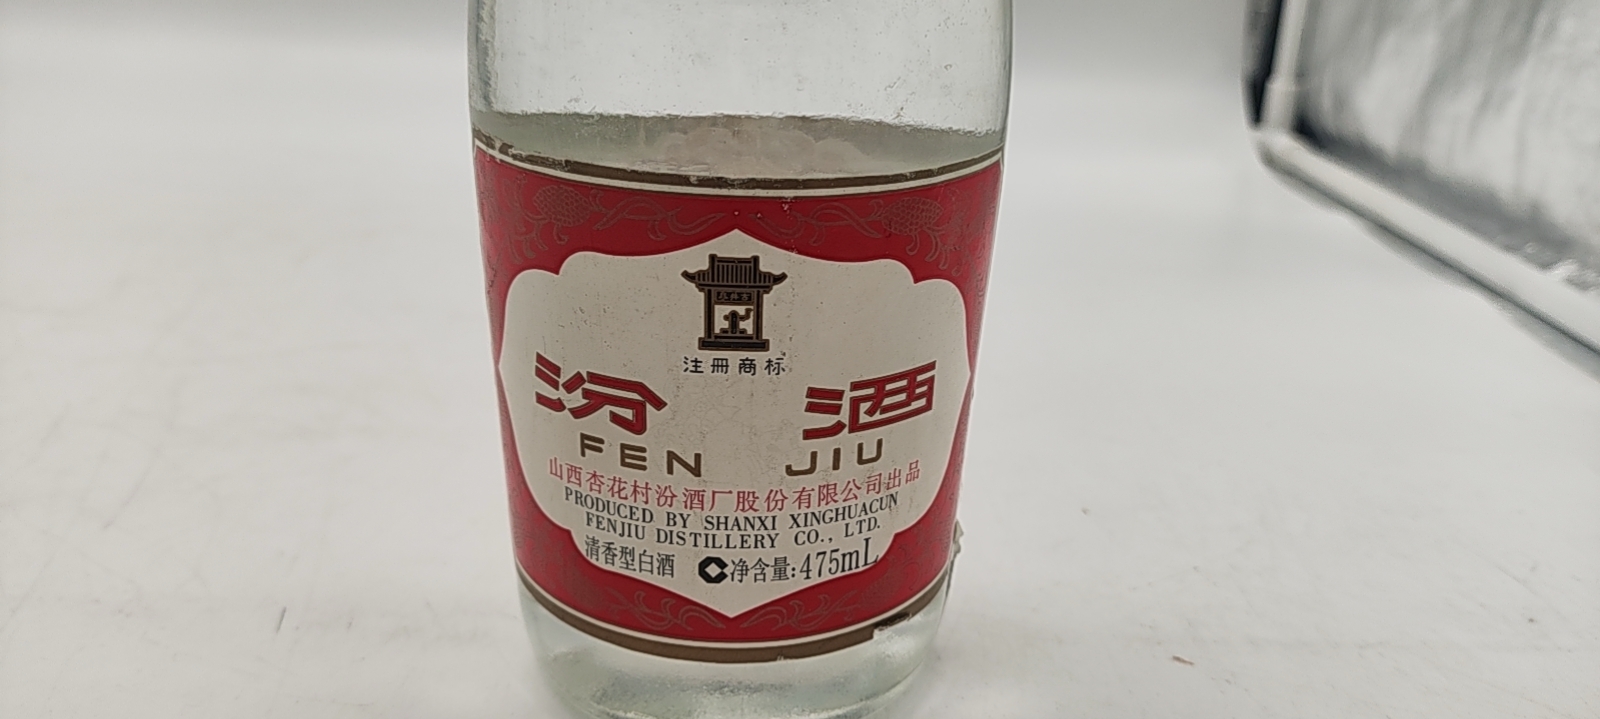 注冊商标
汾酒
FEN JIU
山西杏花村汾酒厂股份有限公司出品
PRODUCED BY SHANXI XINGHUACUN
FENJIU DISTILLERY CO., LTD.
清香型白酒 净含量:475mL